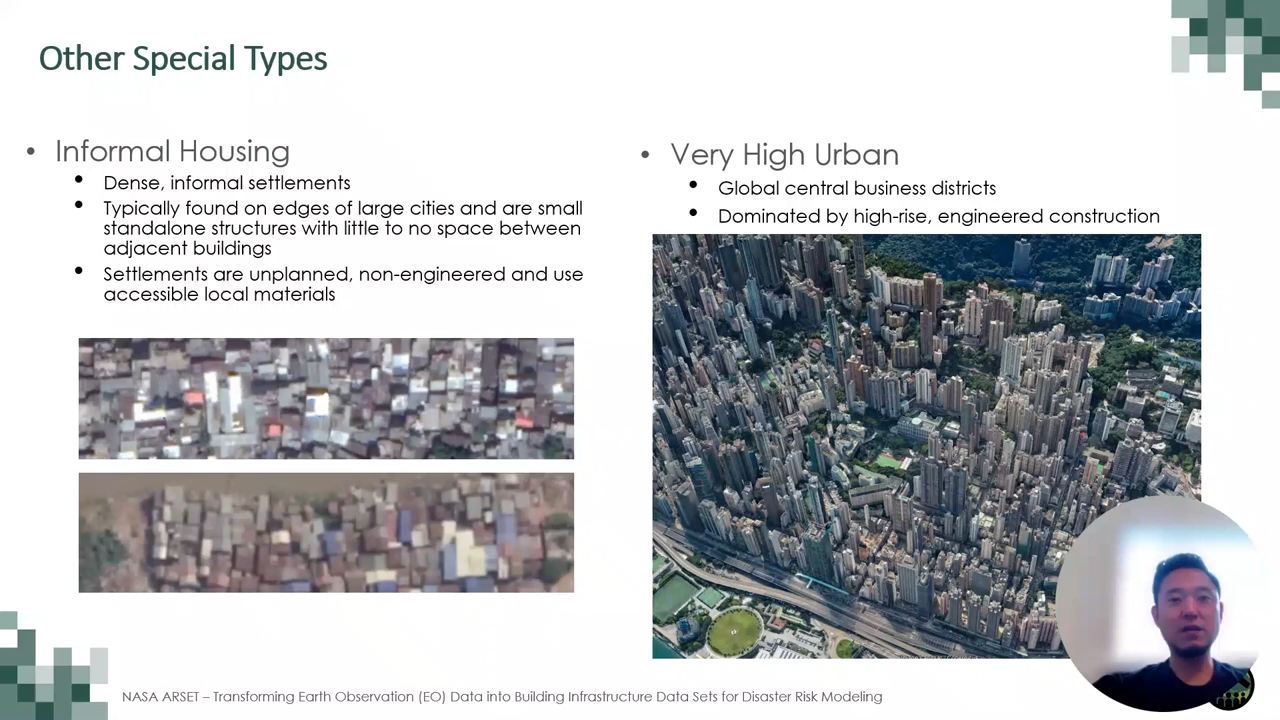 Other Special Types
• Informal Housing
• Dense, informal settlements
• Typically found on edges of large cities and are small
standalone structures with little to no space between
adjacent buildings
• Settlements are unplanned, non-engineered and use
accessible local materials
• Very High Urban
• Global central business districts
• Dominated by high-rise, engineered construction
NASA ARSET – Transforming Earth Observation (EO) Data into Building Infrastructure Data Sets for Disaster Risk Modeling